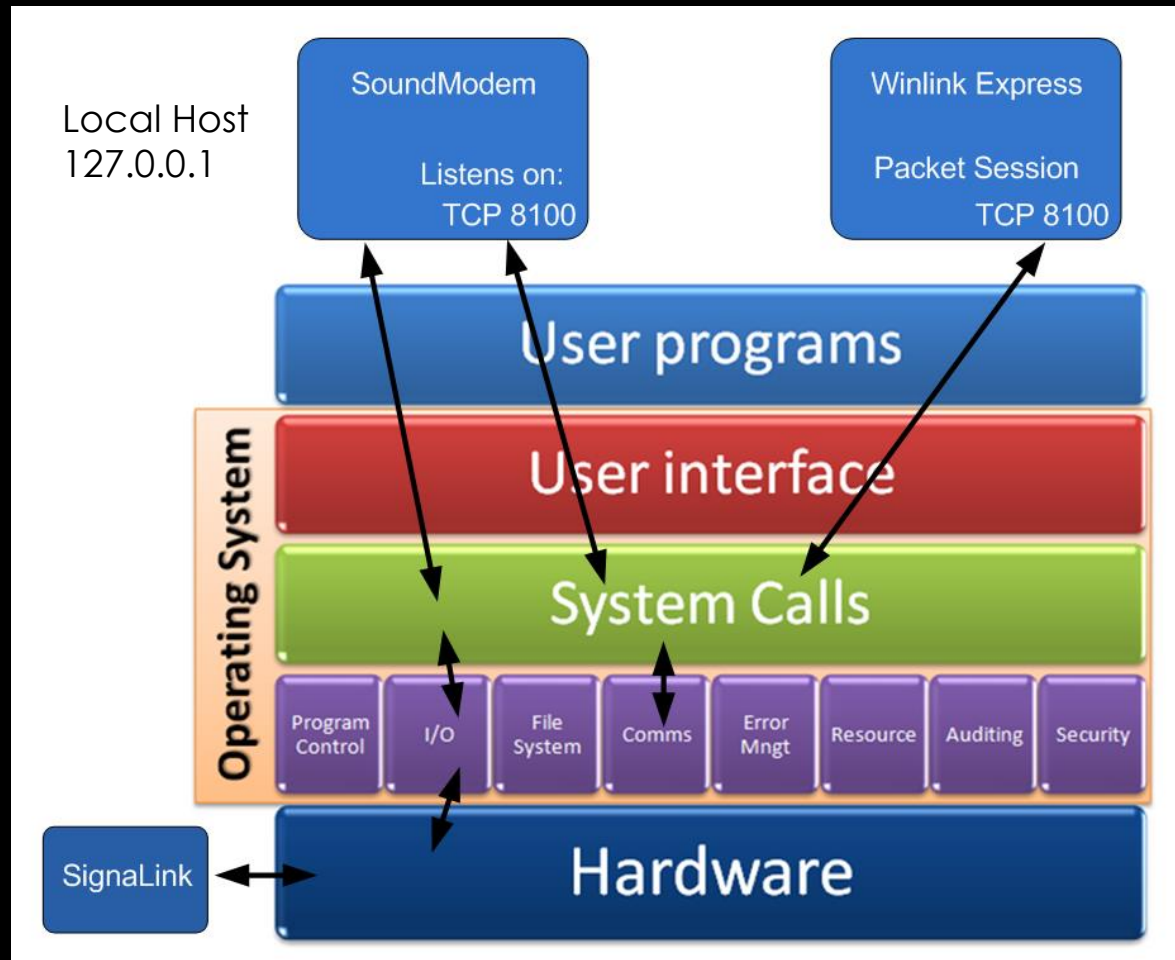 Local Host
127.0.0.1
SoundModem
Listens on:
TCP 8100
Winlink Express
Packet Session
TCP 8100
User programs
Operating System
User interface
System Calls
Program
Control
I/O
File
System
Comms
Error
Mngt
Resource
Auditing
Security
SignaLink
Hardware